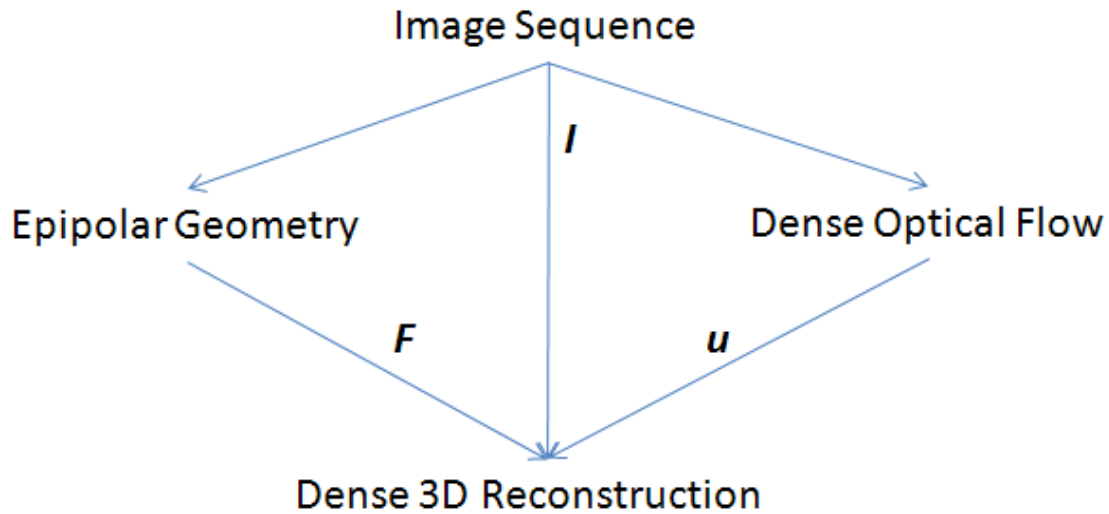 Image Sequence
I
Epipolar Geometry
Dense Optical Flow
F
u
Dense 3D Reconstruction